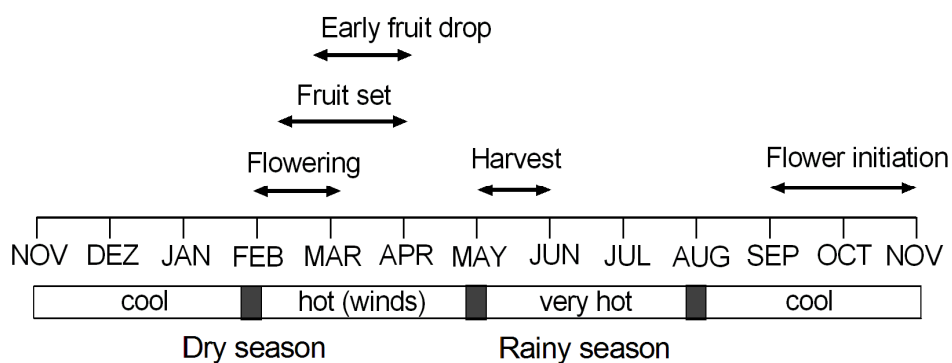 Early fruit drop
Fruit set
Flowering Harvest Flower initiation
NOV DEZ JAN FEB MAR APR MAY JUN JUL AUG SEP OCT NOV
cool hot (winds) very hot cool
Dry season Rainy season